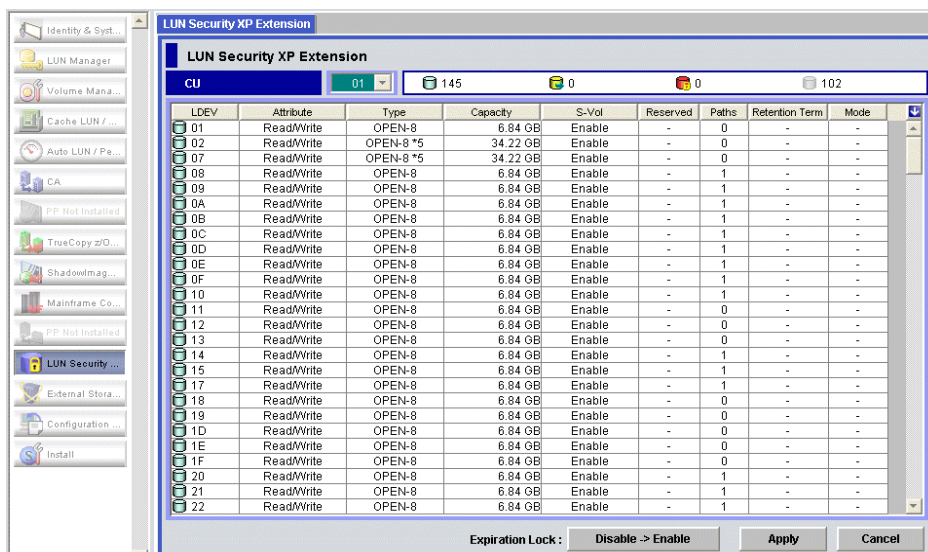 Identity & Syst...
LUN Manager
Volume Mana...
Cache LUN / ...
Auto LUN / Pe...
CA
PP Not Installed
TrueCopy z/O...
ShadowImag...
Mainframe Co...
PP Not Installed
LUN Security ...
External Stora...
Configuration ...
Install
LUN Security XP Extension
LUN Security XP Extension
CU 01 145 0 0 102
LDEV Attribute Type Capacity S-Vol Reserved Paths Retention Term Mode
01 Read/Write OPEN-8 6.84 GB Enable - 0 - -
02 Read/Write OPEN-8 *5 34.22 GB Enable - 0 - -
07 Read/Write OPEN-8 *5 34.22 GB Enable - 0 - -
08 Read/Write OPEN-8 6.84 GB Enable - 1 - -
09 Read/Write OPEN-8 6.84 GB Enable - 1 - -
0A Read/Write OPEN-8 6.84 GB Enable - 1 - -
0B Read/Write OPEN-8 6.84 GB Enable - 1 - -
0C Read/Write OPEN-8 6.84 GB Enable - 1 - -
0D Read/Write OPEN-8 6.84 GB Enable - 1 - -
0E Read/Write OPEN-8 6.84 GB Enable - 1 - -
0F Read/Write OPEN-8 6.84 GB Enable - 1 - -
10 Read/Write OPEN-8 6.84 GB Enable - 1 - -
11 Read/Write OPEN-8 6.84 GB Enable - 0 - -
12 Read/Write OPEN-8 6.84 GB Enable - 0 - -
13 Read/Write OPEN-8 6.84 GB Enable - 0 - -
14 Read/Write OPEN-8 6.84 GB Enable - 1 - -
15 Read/Write OPEN-8 6.84 GB Enable - 1 - -
17 Read/Write OPEN-8 6.84 GB Enable - 1 - -
18 Read/Write OPEN-8 6.84 GB Enable - 0 - -
19 Read/Write OPEN-8 6.84 GB Enable - 0 - -
1D Read/Write OPEN-8 6.84 GB Enable - 0 - -
1E Read/Write OPEN-8 6.84 GB Enable - 0 - -
1F Read/Write OPEN-8 6.84 GB Enable - 0 - -
20 Read/Write OPEN-8 6.84 GB Enable - 1 - -
21 Read/Write OPEN-8 6.84 GB Enable - 1 - -
22 Read/Write OPEN-8 6.84 GB Enable - 1 - -
Expiration Lock : Disable -> Enable Apply Cancel